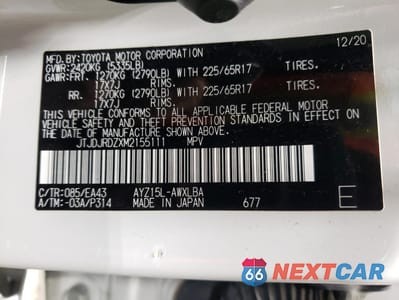 MFD. BY: TOYOTA MOTOR CORPORATION 12/20
GVWR: 2420KG (5335LB)
GAWR: FRT. 1270KG (2790LB) WITH 225/65R17 TIRES.
17x7J RIMS.
RR. 1270KG (2790LB) WITH 225/65R17 TIRES.
17x7J RIMS.
THIS VEHICLE CONFORMS TO ALL APPLICABLE FEDERAL MOTOR
VEHICLE SAFETY AND THEFT PREVENTION STANDARDS IN
EFFECT ON THE DATE OF MANUFACTURE SHOWN ABOVE.
JTJDJRDZXM2155111 MPV
C/TR: 085/EA43 AYZ15L-AWXLBA
A/TM: -03A/P314 MADE IN JAPAN 677 E
66 NEXTCAR